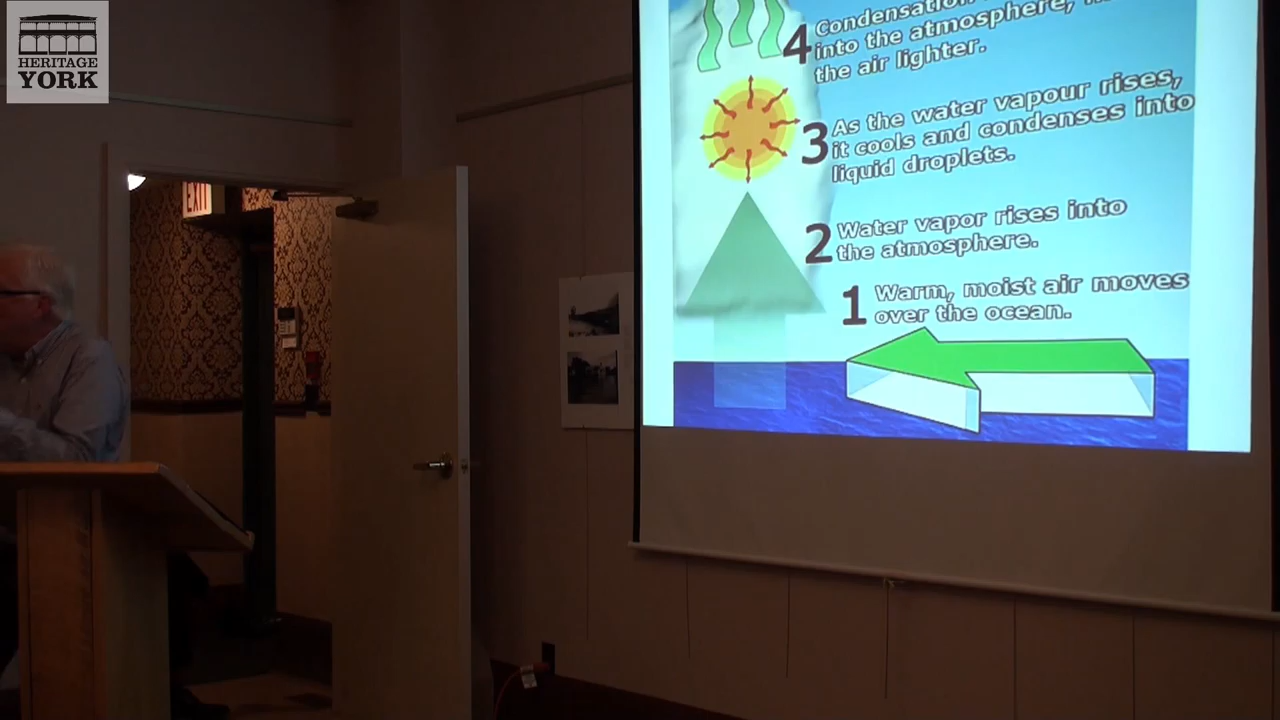 HERITAGE
YORK
EXIT
4
Condensation
into the atmosphere,
the air lighter.
3
As the water vapour rises,
it cools and condenses into
liquid droplets.
2
Water vapor rises into
the atmosphere.
1
Warm, moist air moves
over the ocean.